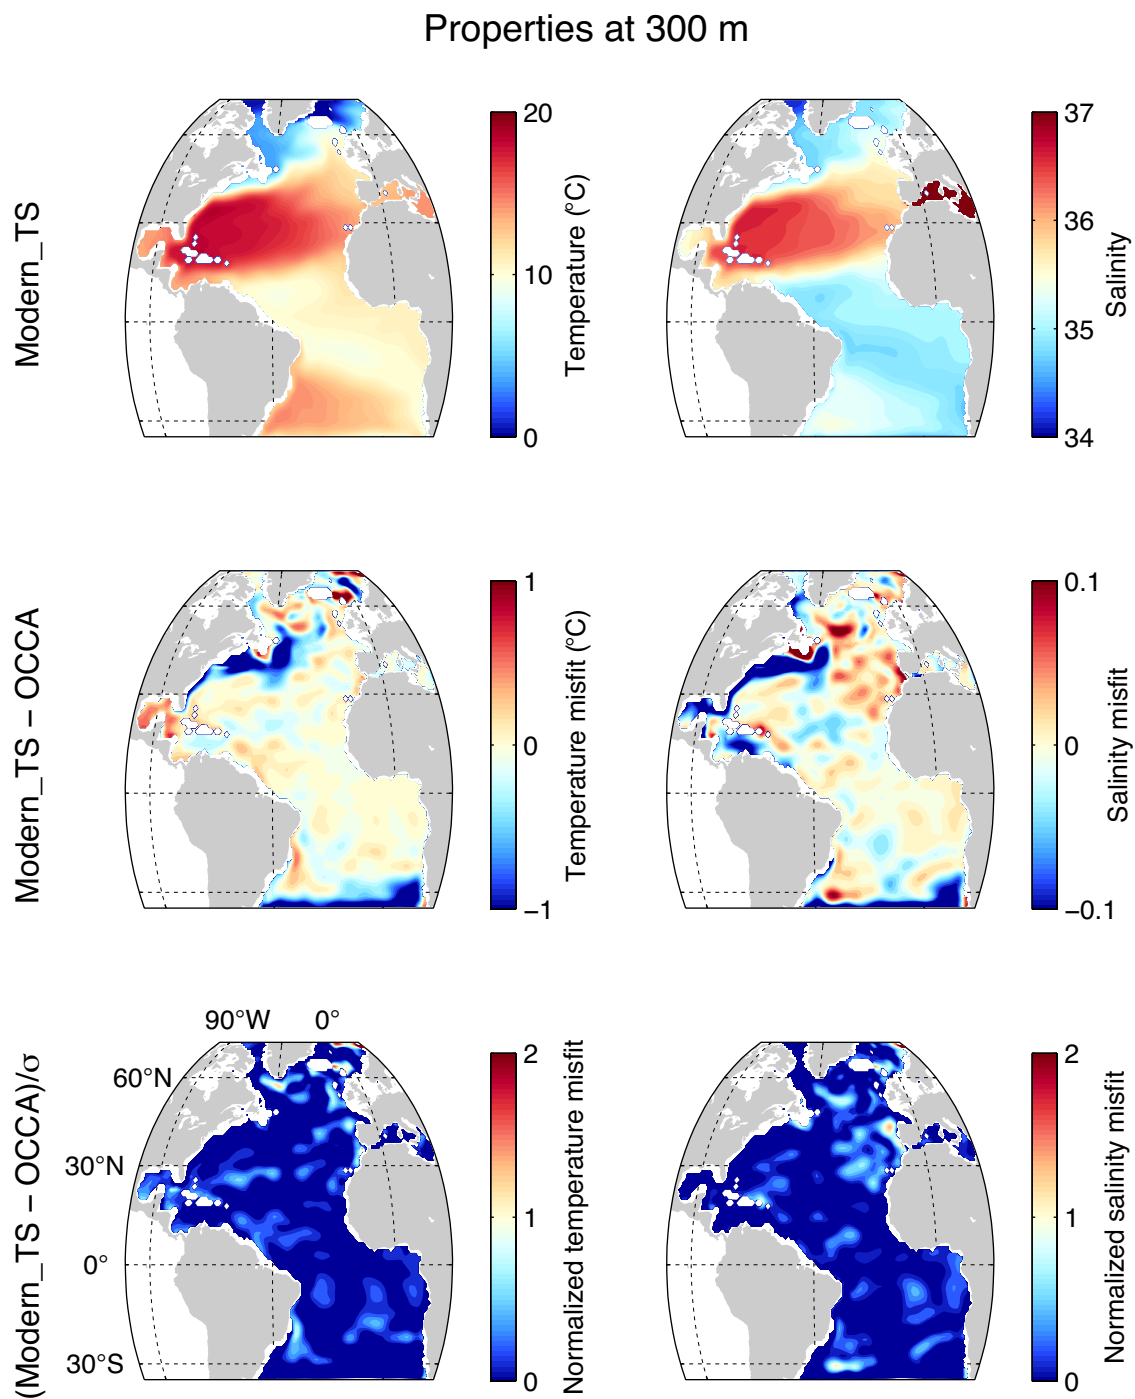 Properties at 300 m
Modern_TS
20
10
0
Temperature (°C)
37
36
35
34
Salinity
Modern_TS – OCCA
1
0
−1
Temperature misfit (°C)
0.1
0
−0.1
Salinity misfit
(Modern_TS – OCCA)/σ
90°W 0°
60°N
30°N
0°
30°S
2
1
0
Normalized temperature misfit
2
1
0
Normalized salinity misfit